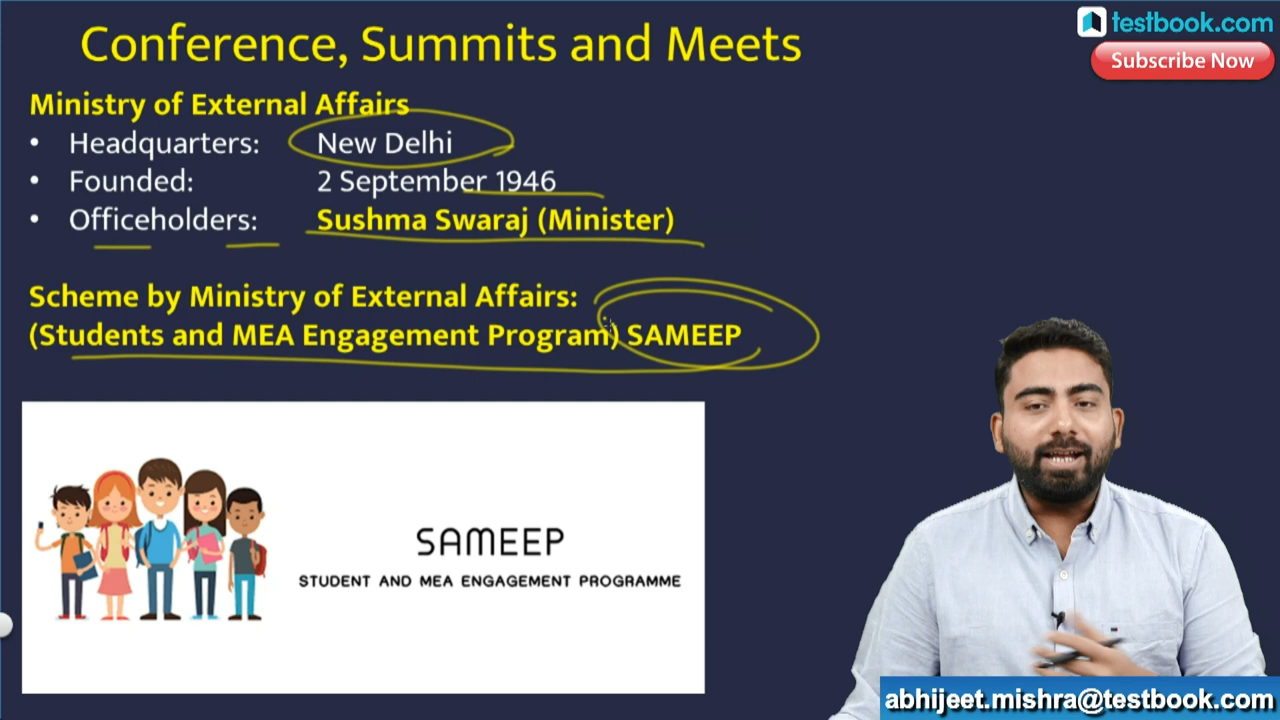 Conference, Summits and Meets
testbook.com
Subscribe Now
Ministry of External Affairs
• Headquarters: New Delhi
• Founded: 2 September 1946
• Officeholders: Sushma Swaraj (Minister)
Scheme by Ministry of External Affairs:
(Students and MEA Engagement Program) SAMEEP
SAMEEP
STUDENT AND MEA ENGAGEMENT PROGRAMME
abhijeet.mishra@testbook.com